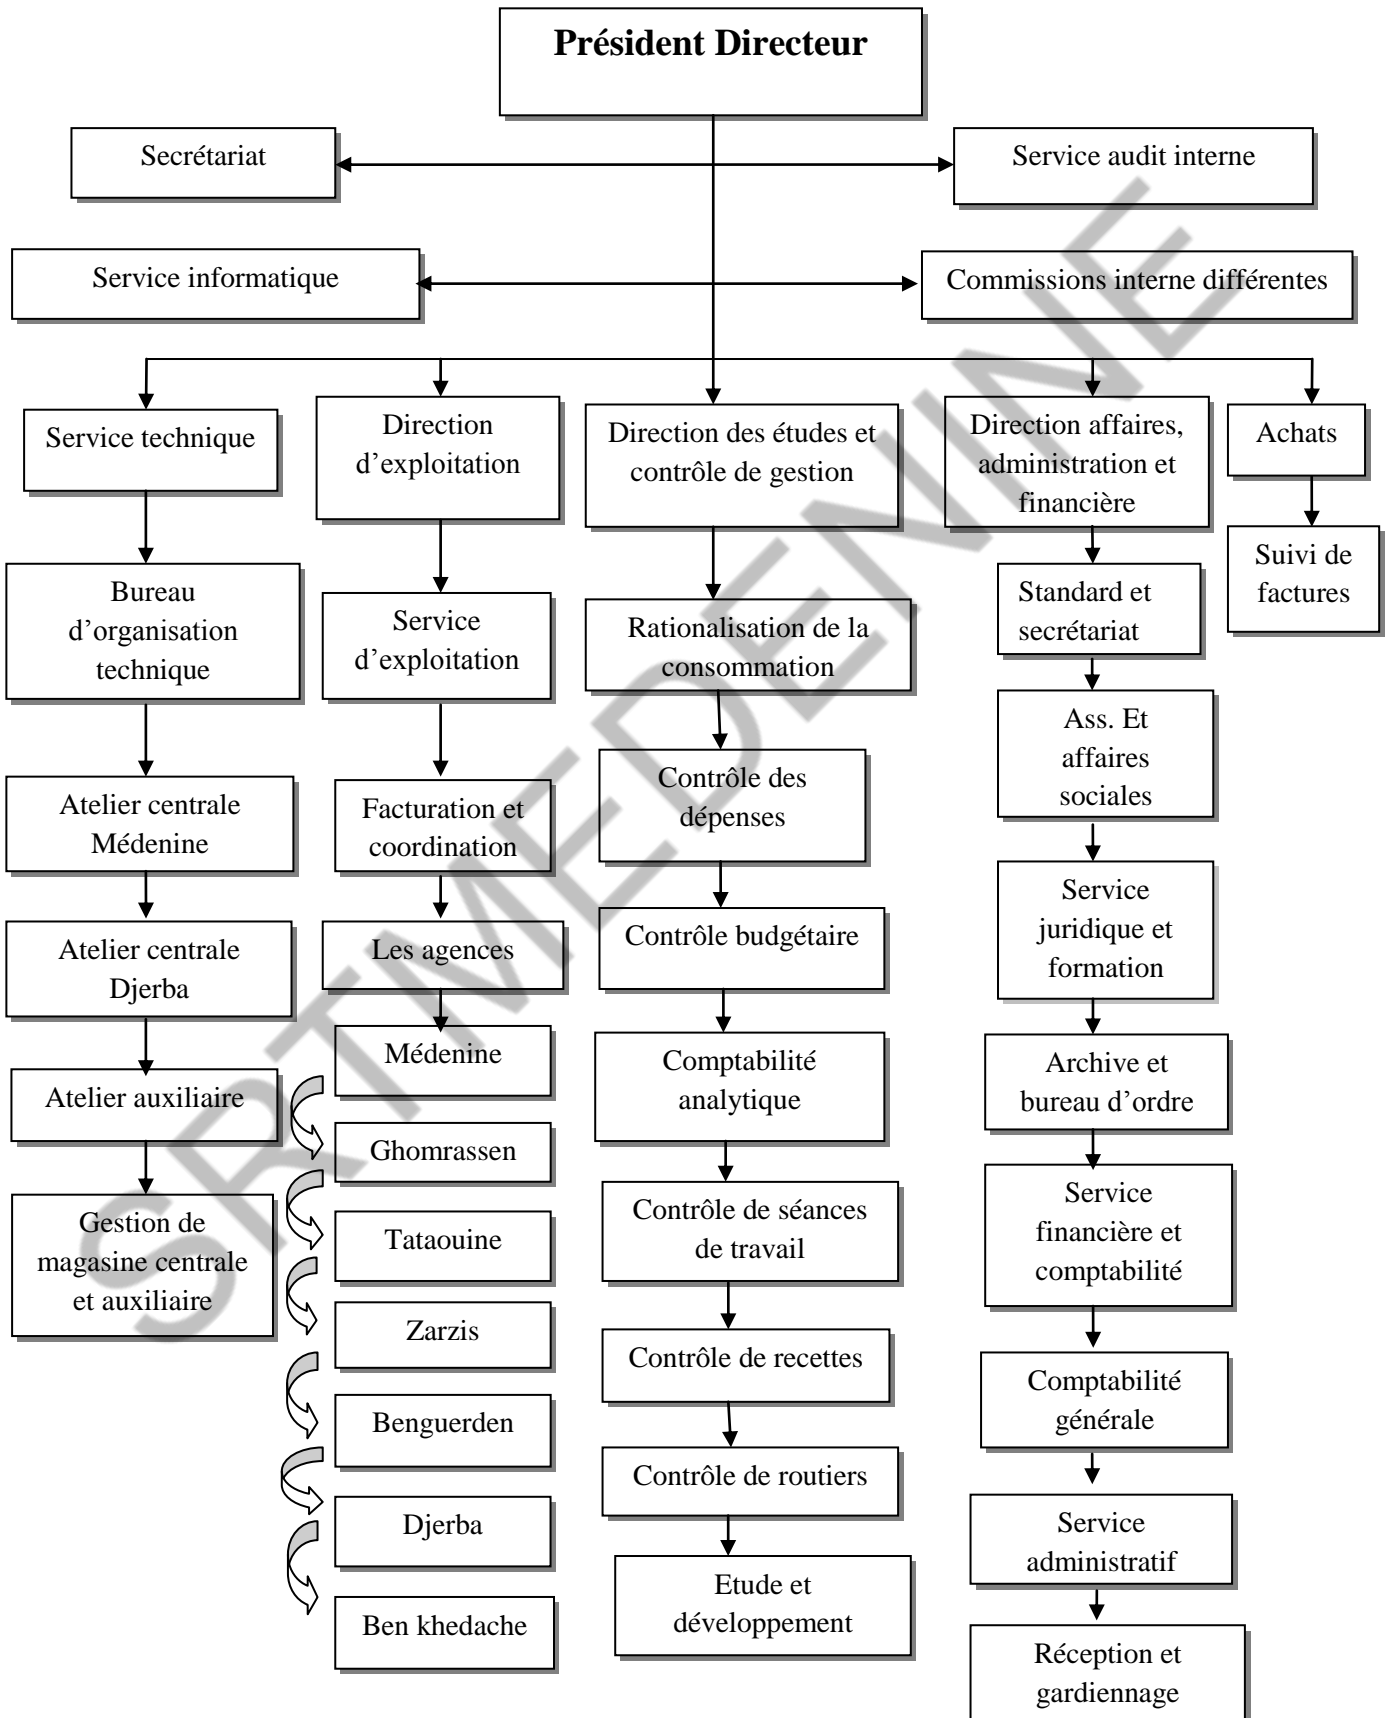 Président Directeur
Secrétariat
Service audit interne
Service informatique
Commissions interne différentes
Service technique
Bureau
d’organisation
technique
Atelier centrale
Médenine
Atelier centrale
Djerba
Atelier auxiliaire
Gestion de
magasine centrale
et auxiliaire
Direction
d’exploitation
Service
d’exploitation
Facturation et
coordination
Les agences
Médenine
Ghomrassen
Tataouine
Zarzis
Benguerden
Djerba
Ben khedache
Direction des études et
contrôle de gestion
Rationalisation de la
consommation
Contrôle des
dépenses
Contrôle budgétaire
Comptabilité
analytique
Contrôle de séances
de travail
Contrôle de recettes
Contrôle de routiers
Etude et
développement
Direction affaires,
administration et
financière
Standard et
secrétariat
Ass. Et
affaires
sociales
Service
juridique et
formation
Archive et
bureau d’ordre
Service
financière et
comptabilité
Comptabilité
générale
Service
administratif
Réception et
gardiennage
Achats
Suivi de
factures
SRTMEDENINE